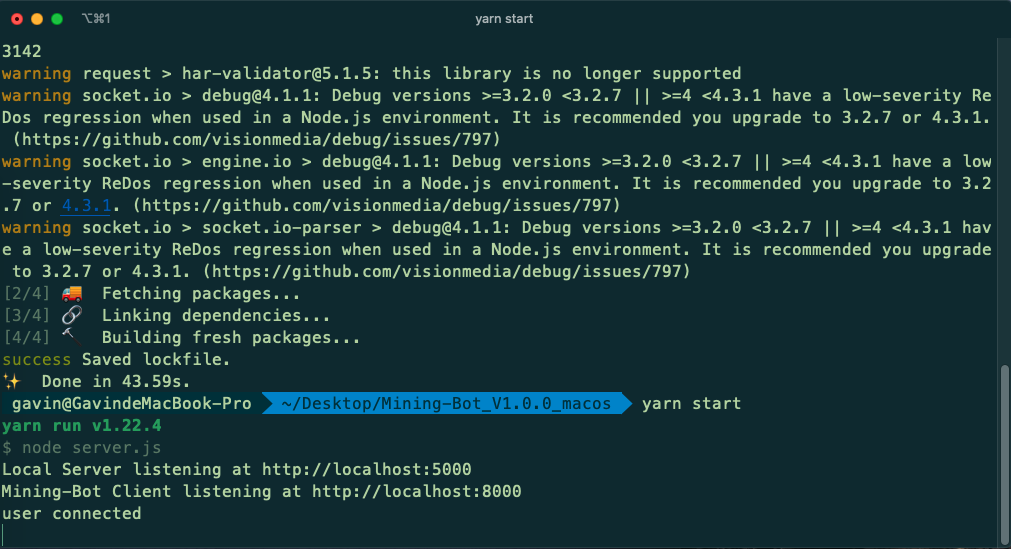 ⌥⌘1
yarn start
3142
warning request > har-validator@5.1.5: this library is no longer supported
warning socket.io > debug@4.1.1: Debug versions >=3.2.0 <3.2.7 || >=4 <4.3.1 have a low-severity Re
Dos regression when used in a Node.js environment. It is recommended you upgrade to 3.2.7 or 4.3.1.
(https://github.com/visionmedia/debug/issues/797)
warning socket.io > engine.io > debug@4.1.1: Debug versions >=3.2.0 <3.2.7 || >=4 <4.3.1 have a low
-severity ReDos regression when used in a Node.js environment. It is recommended you upgrade to 3.2
.7 or 4.3.1. (https://github.com/visionmedia/debug/issues/797)
warning socket.io > socket.io-parser > debug@4.1.1: Debug versions >=3.2.0 <3.2.7 || >=4 <4.3.1 hav
e a low-severity ReDos regression when used in a Node.js environment. It is recommended you upgrade
to 3.2.7 or 4.3.1. (https://github.com/visionmedia/debug/issues/797)
[2/4] 🚚 Fetching packages...
[3/4] 🔗 Linking dependencies...
[4/4] 🔨 Building fresh packages...
success Saved lockfile.
✨ Done in 43.59s.
gavin@GavindeMacBook-Pro ~/Desktop/Mining-Bot_V1.0.0_macos yarn start
yarn run v1.22.4
$ node server.js
Local Server listening at http://localhost:5000
Mining-Bot Client listening at http://localhost:8000
user connected